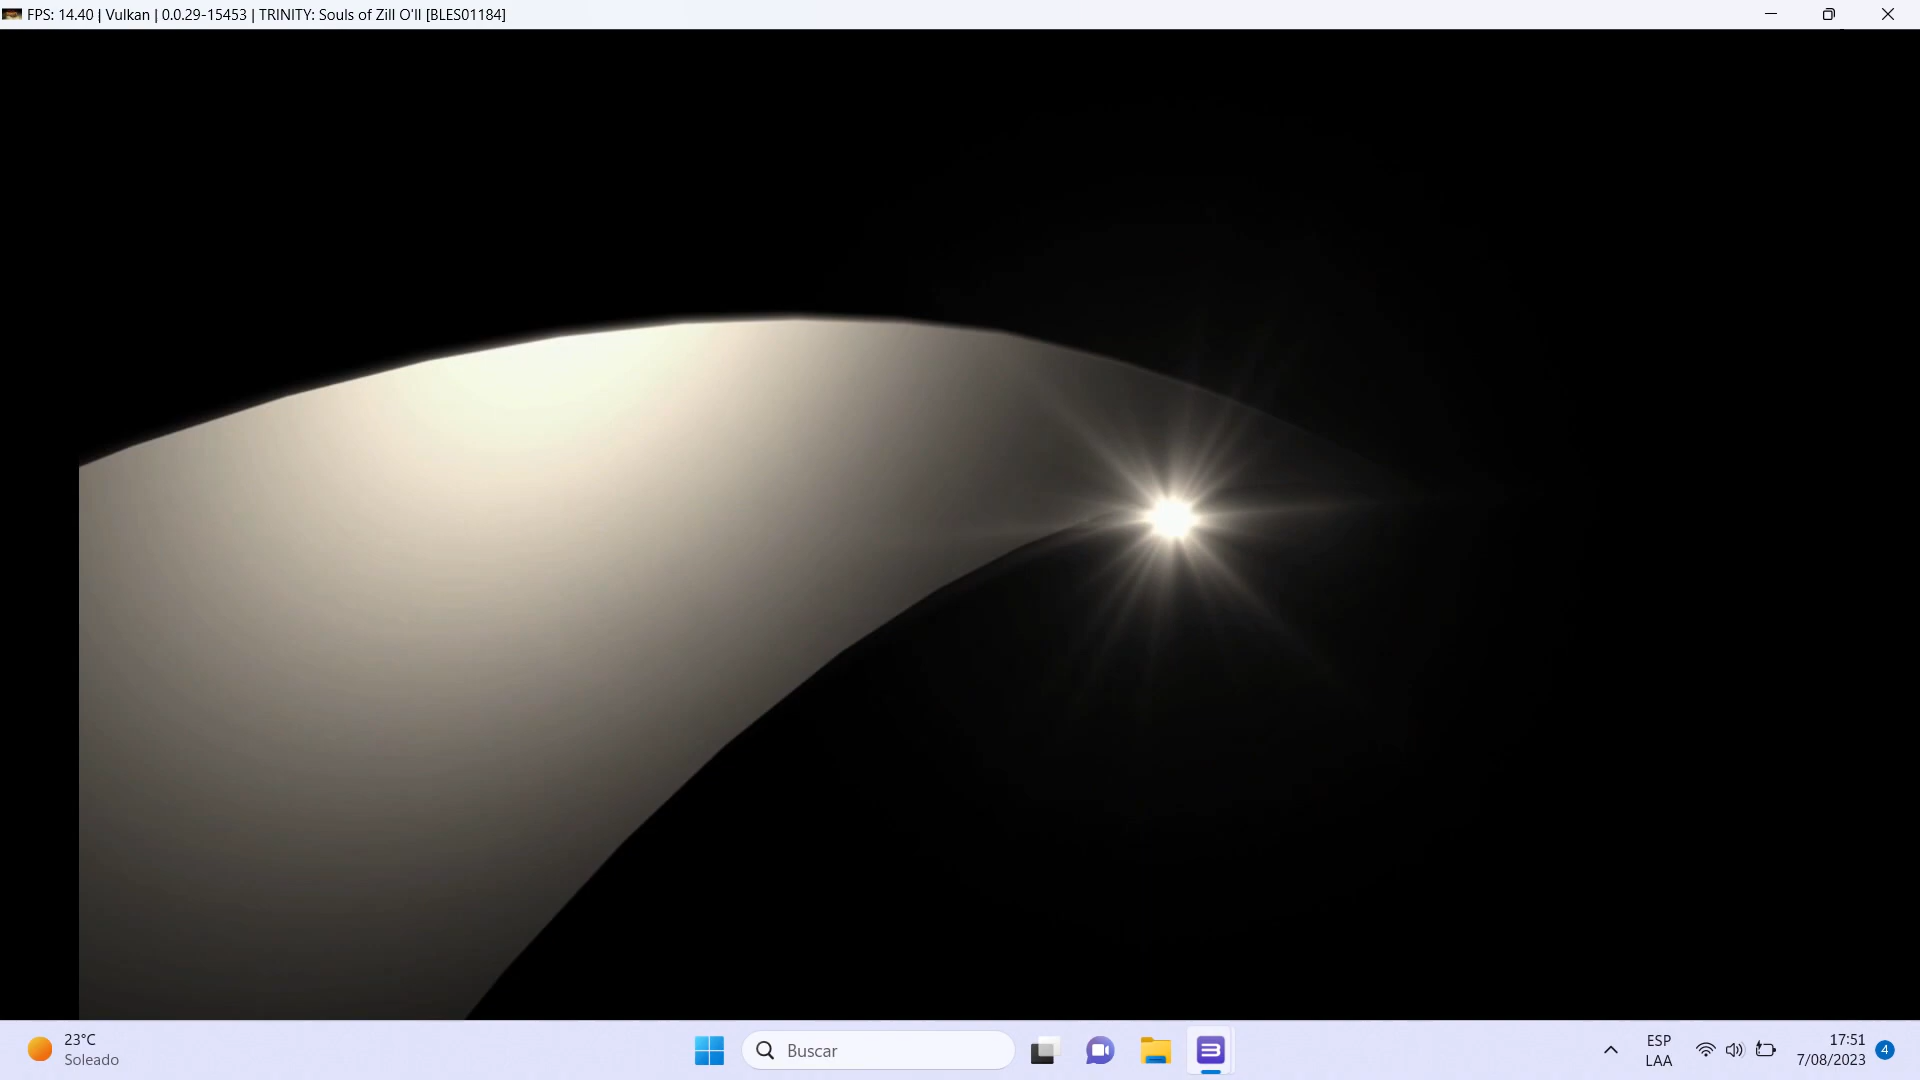 FPS: 14.40 | Vulkan | 0.0.29-15453 | TRINITY: Souls of Zill O'll [BLES01184]
23°C
Soleado
Buscar
ESP
LAA
17:51
7/08/2023
4